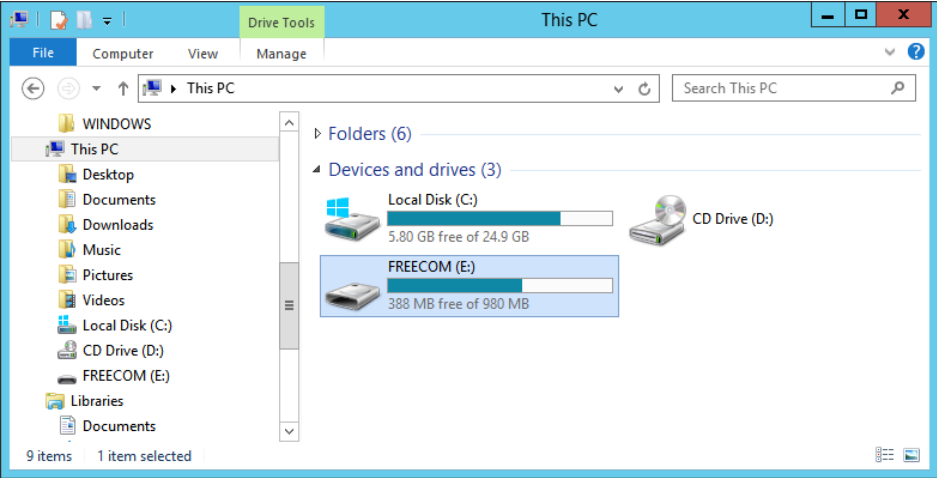 Drive Tools
This PC
File
Computer
View
Manage
This PC
Search This PC
WINDOWS
This PC
Desktop
Documents
Downloads
Music
Pictures
Videos
Local Disk (C:)
CD Drive (D:)
FREECOM (E:)
Libraries
Documents
Folders (6)
Devices and drives (3)
Local Disk (C:)
5.80 GB free of 24.9 GB
CD Drive (D:)
FREECOM (E:)
388 MB free of 980 MB
9 items
1 item selected